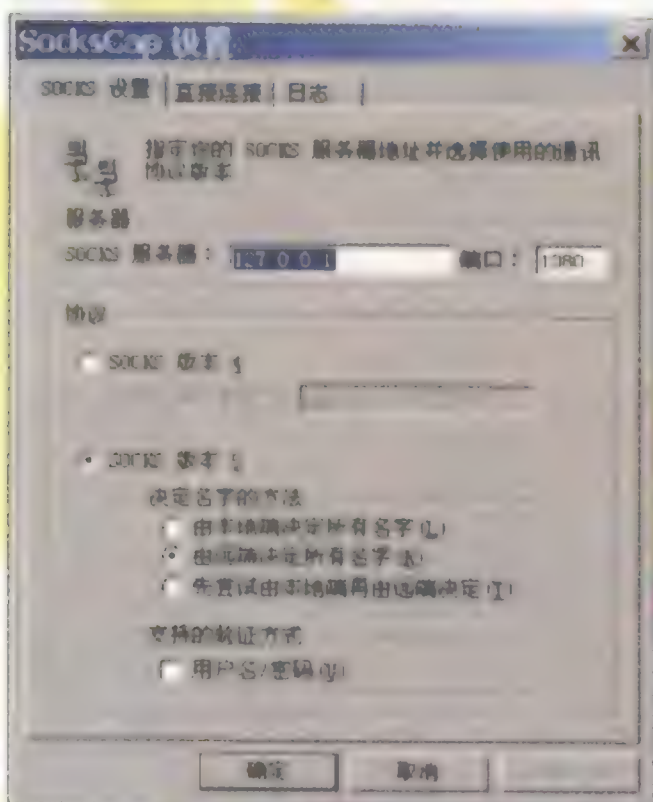 SocksCap 设置
SOCKS 设置 直接连接 日志
指定你的 SOCKS 服务器地址并选择使用的通讯
协议版本
服务器
SOCKS 服务器： 127.0.0.1 端口： 1080
协议
SOCKS 版本 4
SOCKS 版本 5
决定名字的方法
由本地端决定所有名字(L)
由远端决定所有名字(R)
先尝试由本地端再由远端决定(T)
支持的验证方式
用户名/密码(U)
确定 取消